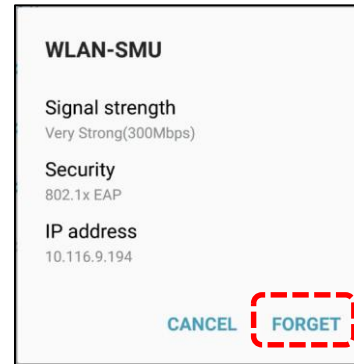 WLAN-SMU
Signal strength
Very Strong(300Mbps)
Security
802.1x EAP
IP address
10.116.9.194
CANCEL FORGET